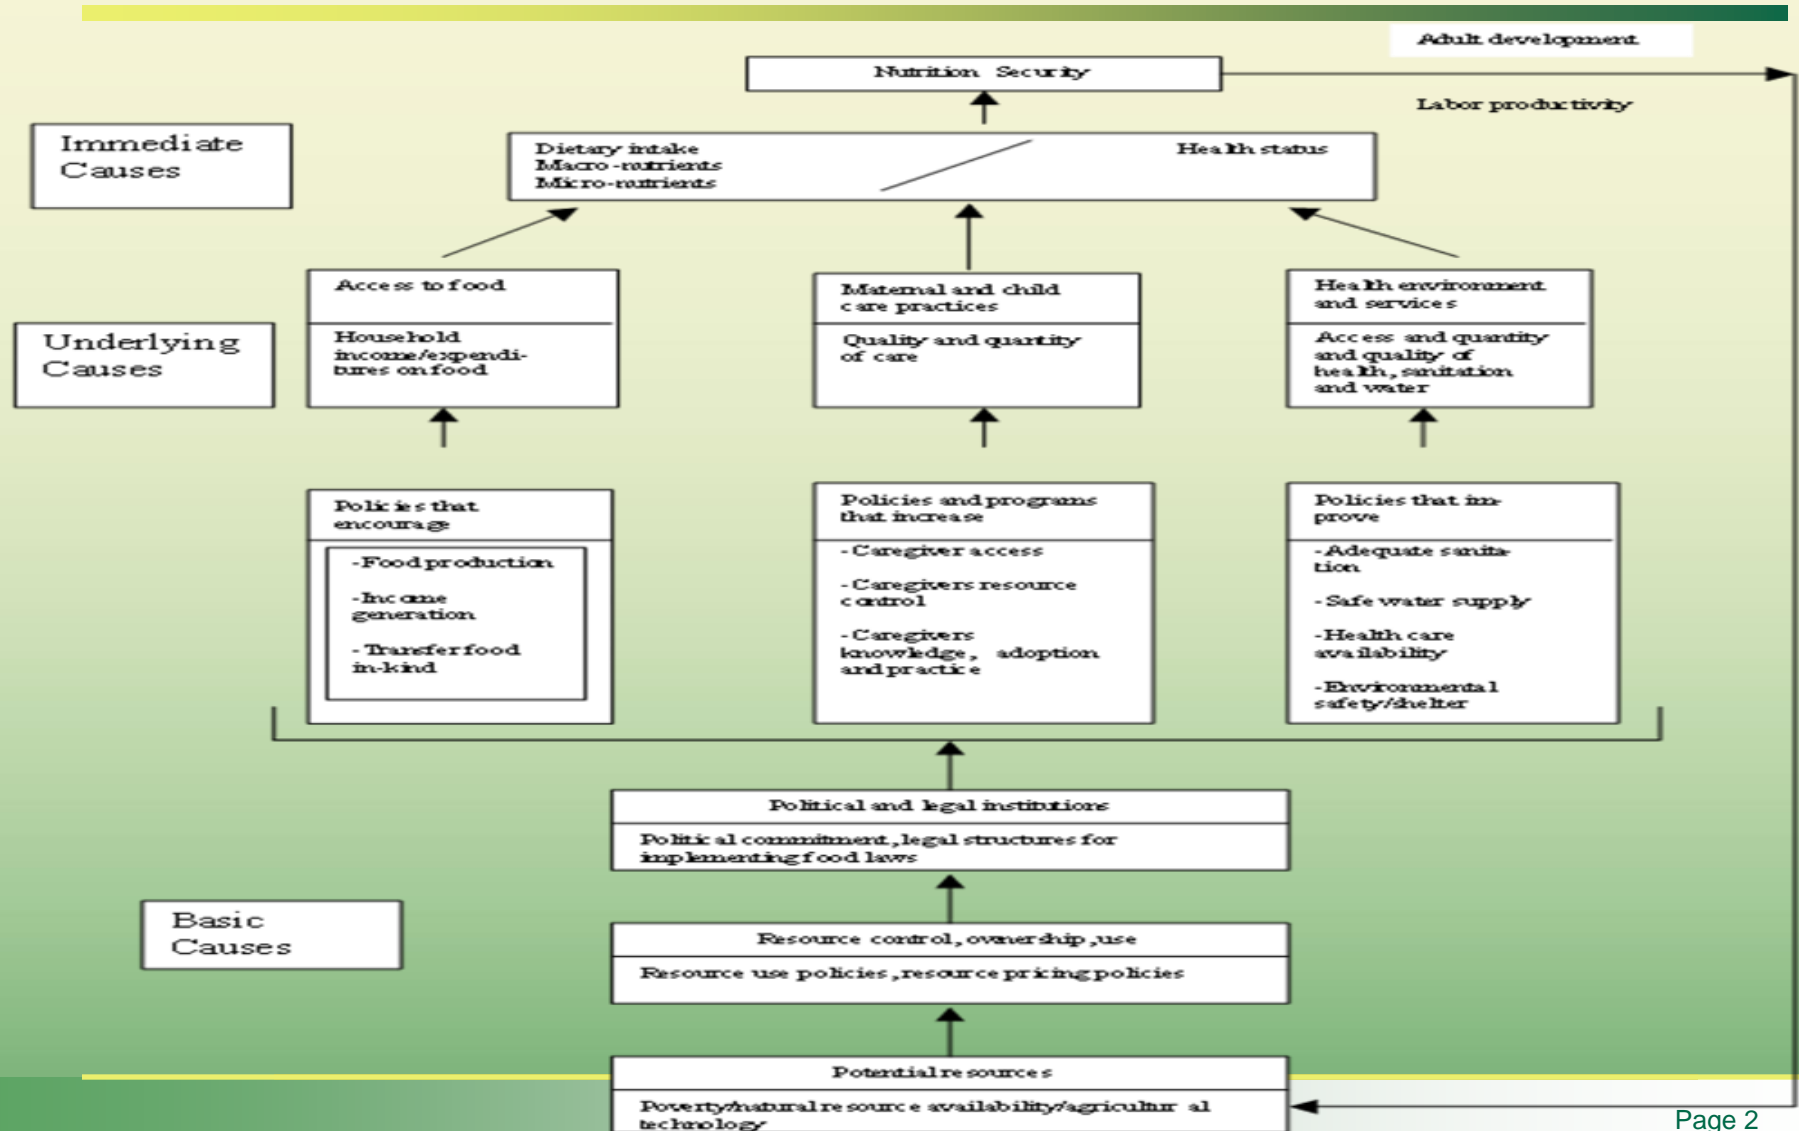 Adult development
Nutrition Security
Labor productivity
Immediate
Causes
Dietary intake
Macro-nutrients
Micro-nutrients
Health status
Underlying
Causes
Access to food
Household
income/expendi-
tures on food
Maternal and child
care practices
Quality and quantity
of care
Health environment
and services
Access and quantity
and quality of
health, sanitation
and water
Policies that
encourage
-Food production
-Income
generation
-Transfer food
in-kind
Policies and programs
that increase
-Caregiver access
-Caregivers resource
control
-Caregivers
knowledge, adoption
and practice
Policies that im-
prove
-Adequate sanita-
tion
-Safe water supply
-Health care
availability
-Environmental
safety/shelter
Political and legal institutions
Political commitment, legal structures for
implementing food laws
Basic
Causes
Resource control, ownership, use
Resource use policies, resource pricing policies
Potential resources
Poverty/natural resource availability/agricultur al
technology
Page 2